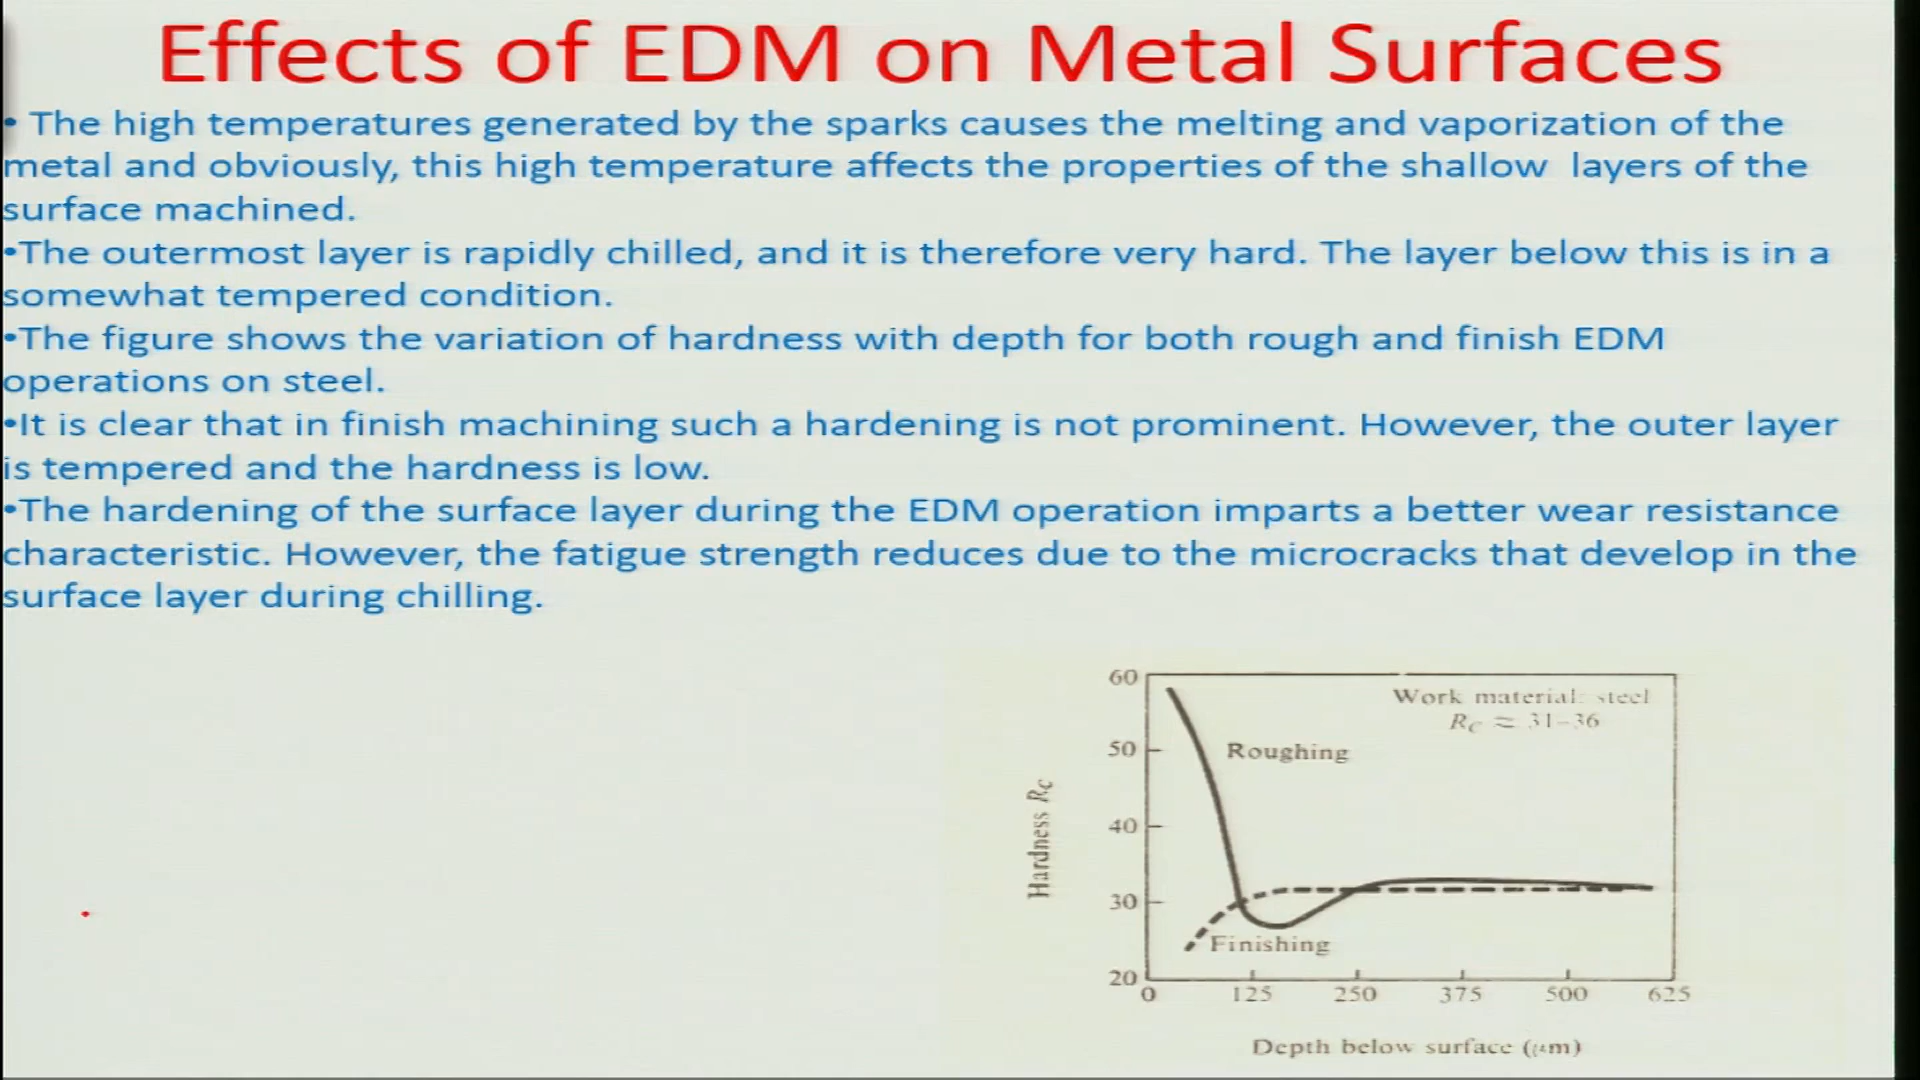 Effects of EDM on Metal Surfaces
• The high temperatures generated by the sparks causes the melting and vaporization of the
metal and obviously, this high temperature affects the properties of the shallow layers of the
surface machined.
•The outermost layer is rapidly chilled, and it is therefore very hard. The layer below this is in a
somewhat tempered condition.
•The figure shows the variation of hardness with depth for both rough and finish EDM
operations on steel.
•It is clear that in finish machining such a hardening is not prominent. However, the outer layer
is tempered and the hardness is low.
•The hardening of the surface layer during the EDM operation imparts a better wear resistance
characteristic. However, the fatigue strength reduces due to the microcracks that develop in the
surface layer during chilling.
60
Work material: steel
Rc ≈ 31–36
50
Roughing
Hardness Rc
40
30
Finishing
20
0 125 250 375 500 625
Depth below surface (μm)